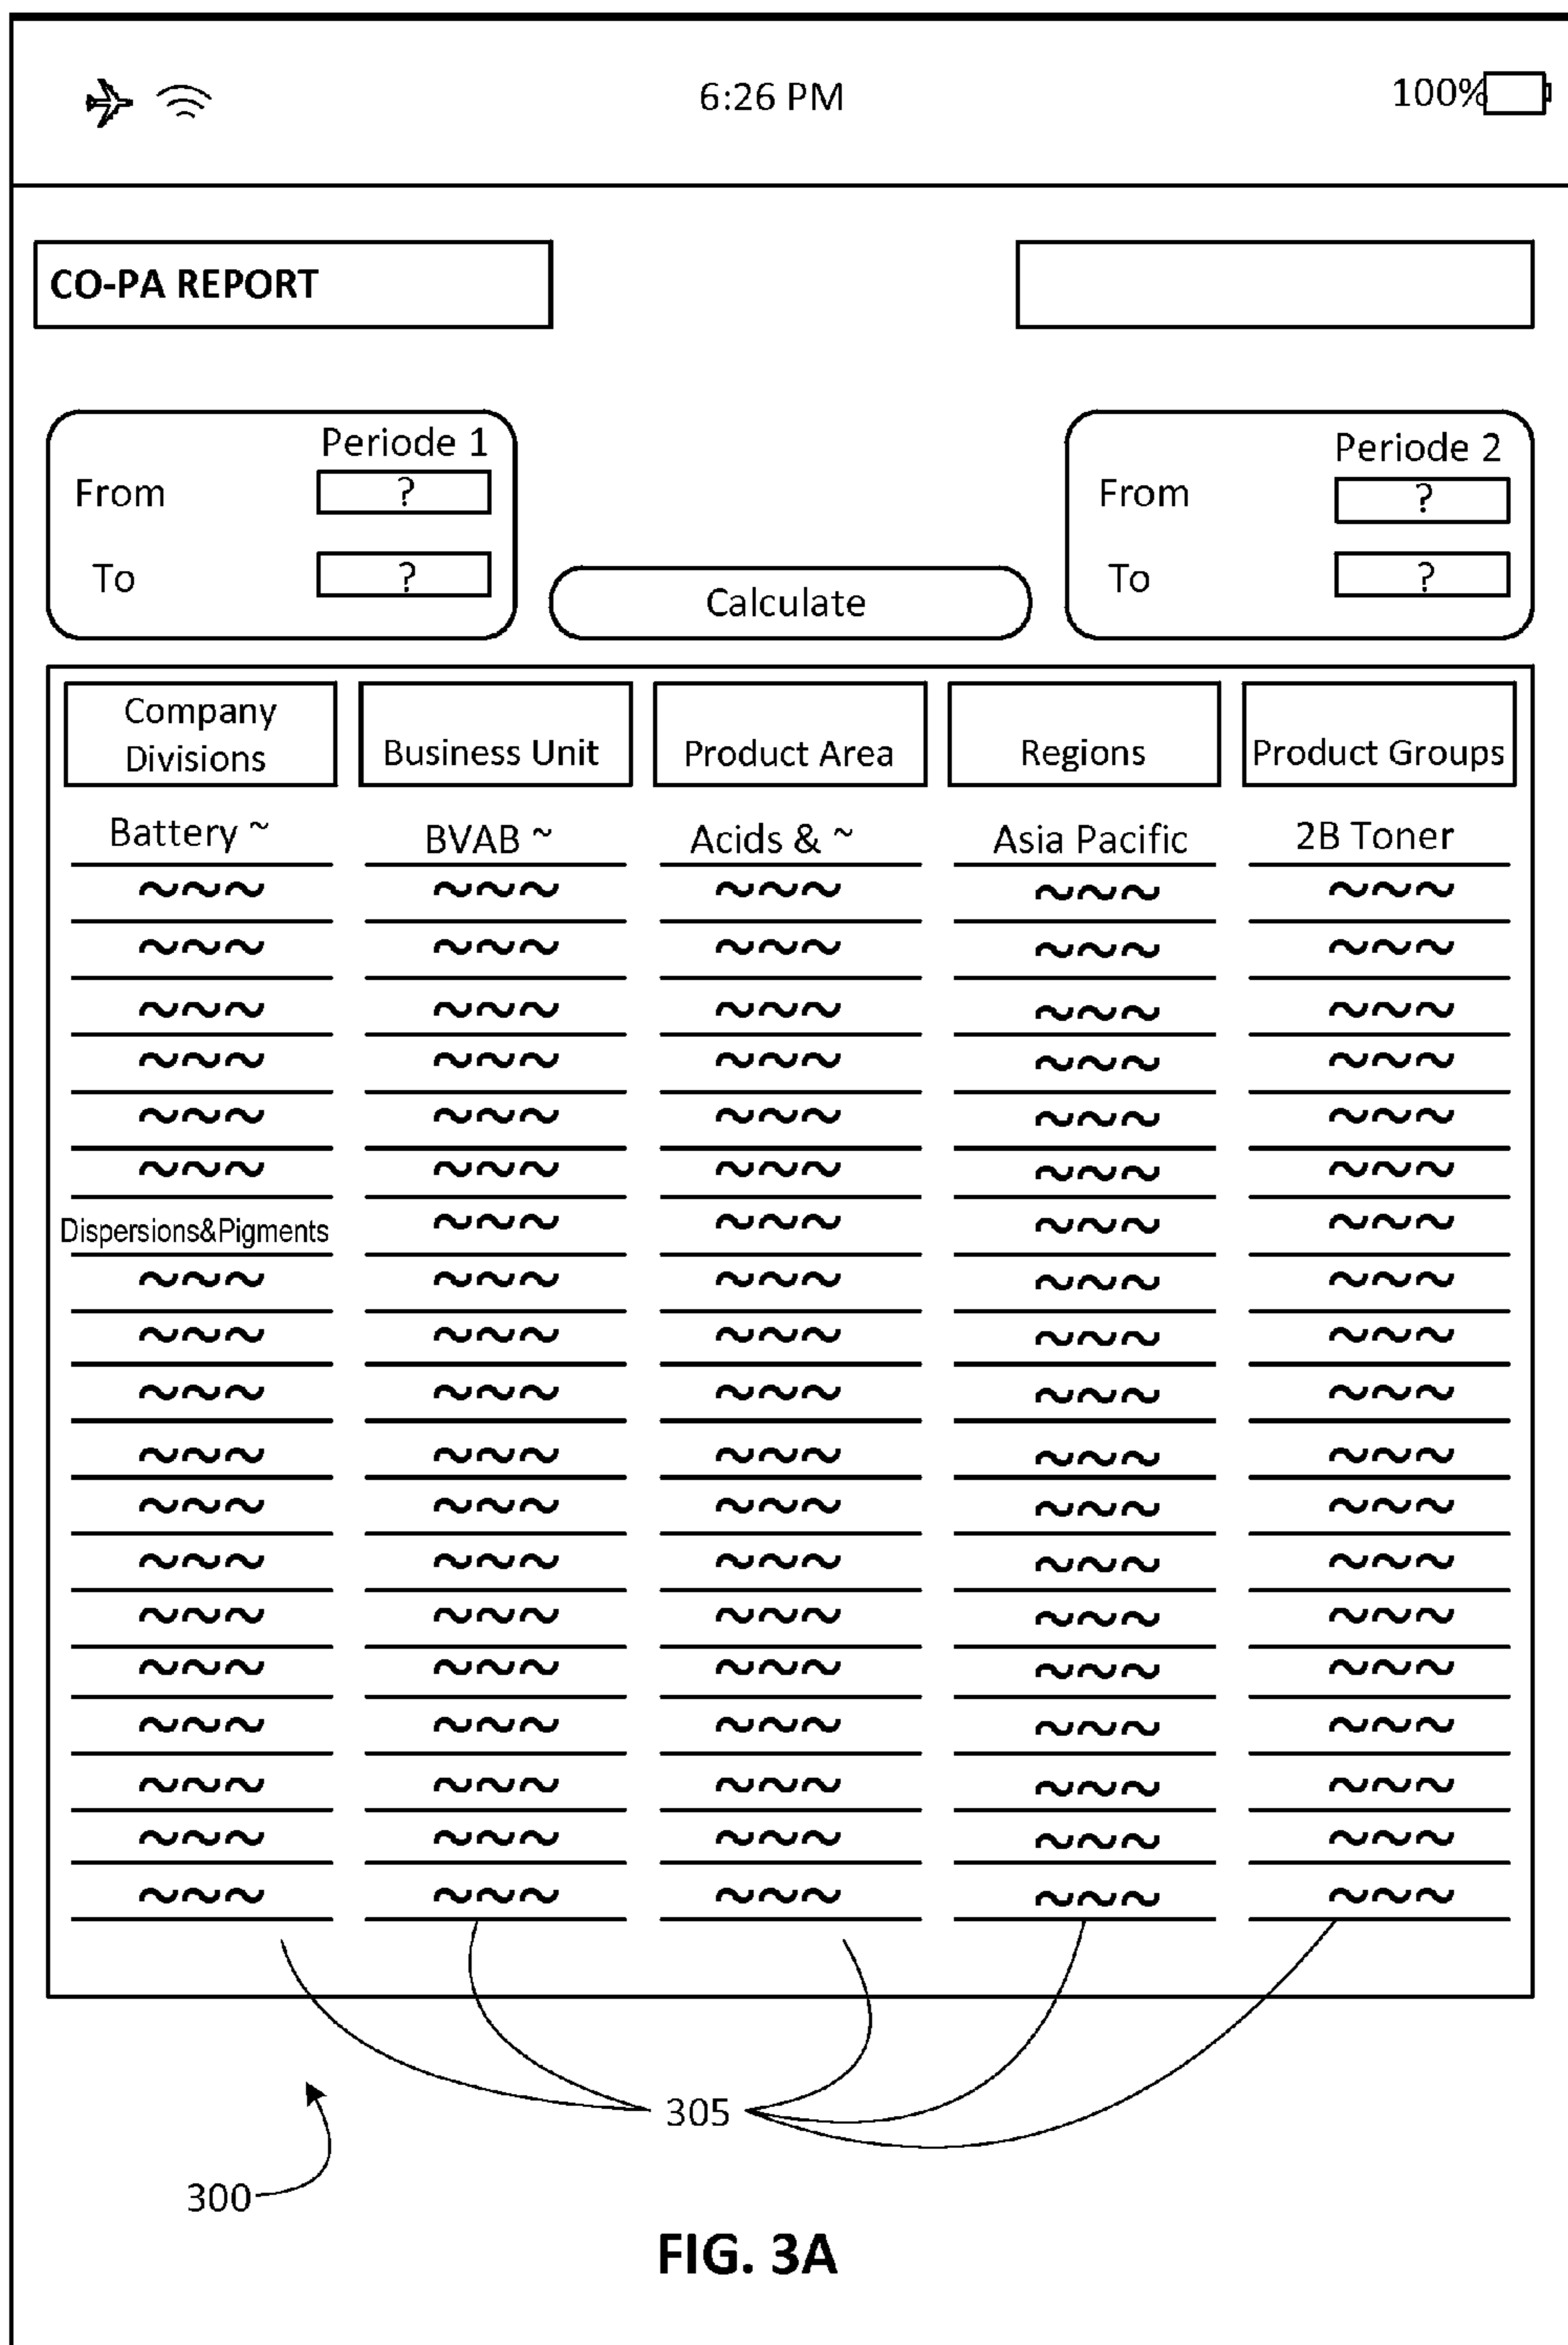 6:26 PM
100%
CO-PA REPORT
Periode 1
From ?
To ?
Calculate
Periode 2
From ?
To ?
Company
Divisions
Business Unit
Product Area
Regions
Product Groups
Battery ~
BVAB ~
Acids & ~
Asia Pacific
2B Toner
Dispersions&Pigments
305
300
FIG. 3A